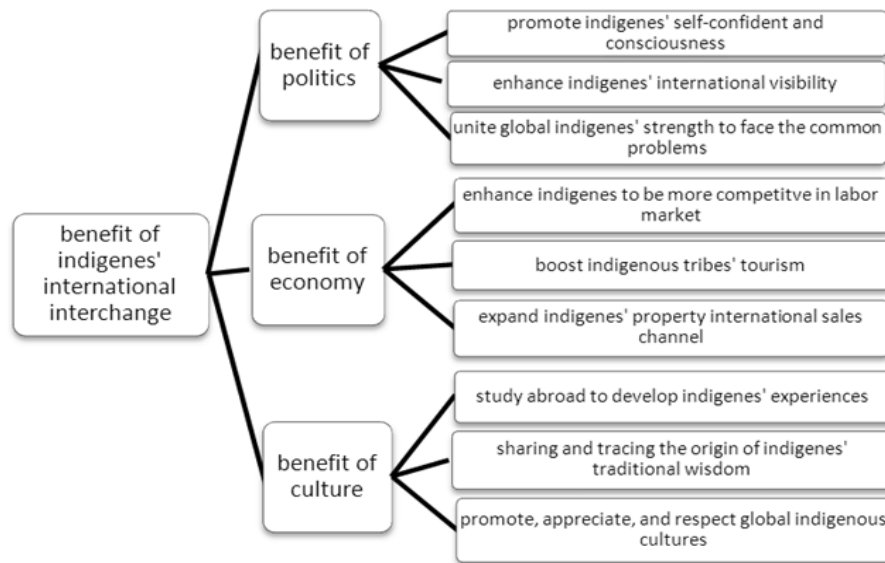 benefit of
indigenes'
international
interchange
benefit of
politics
promote indigenes' self-confident and
consciousness
enhance indigenes' international visibility
unite global indigenes' strength to face the common
problems
benefit of
economy
enhance indigenes to be more competitve in labor
market
boost indigenous tribes' tourism
expand indigenes' property international sales
channel
benefit of
culture
study abroad to develop indigenes' experiences
sharing and tracing the origin of indigenes'
traditional wisdom
promote, appreciate, and respect global indigenous
cultures